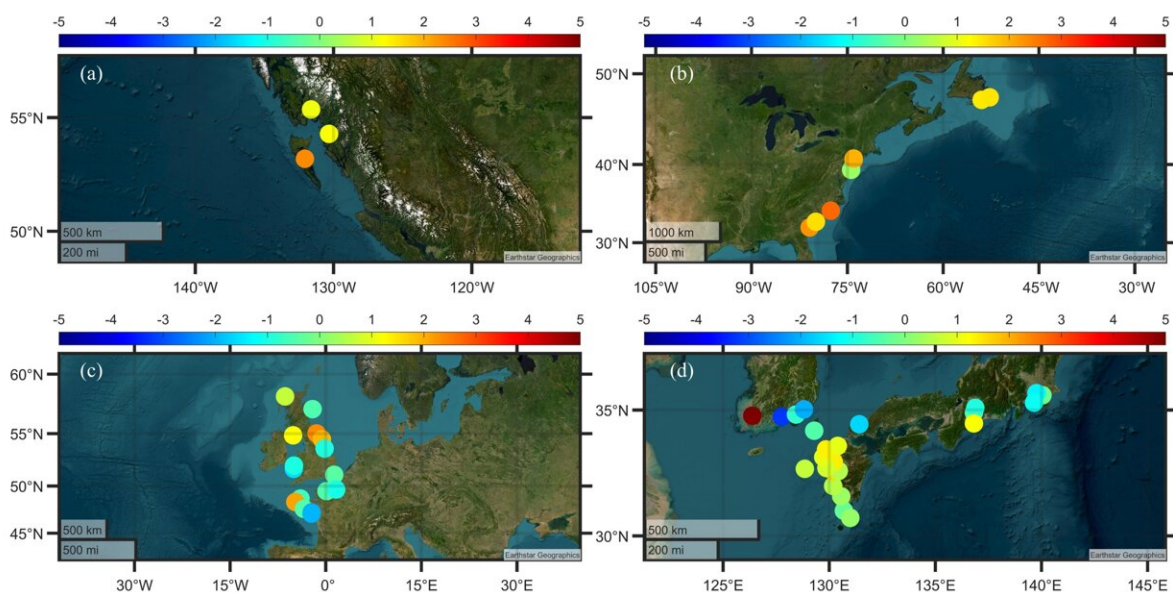 -5 -4 -3 -2 -1 0 1 2 3 4 5
(a)
55°N
50°N
500 km
200 mi
Earthstar Geographics
140°W 130°W 120°W
-5 -4 -3 -2 -1 0 1 2 3 4 5
(b)
50°N
40°N
30°N
1000 km
500 mi
Earthstar Geographics
105°W 90°W 75°W 60°W 45°W 30°W
-5 -4 -3 -2 -1 0 1 2 3 4 5
(c)
60°N
55°N
50°N
45°N
500 km
500 mi
Earthstar Geographics
30°W 15°W 0° 15°E 30°E
-5 -4 -3 -2 -1 0 1 2 3 4 5
(d)
35°N
30°N
500 km
200 mi
Earthstar Geographics
125°E 130°E 135°E 140°E 145°E